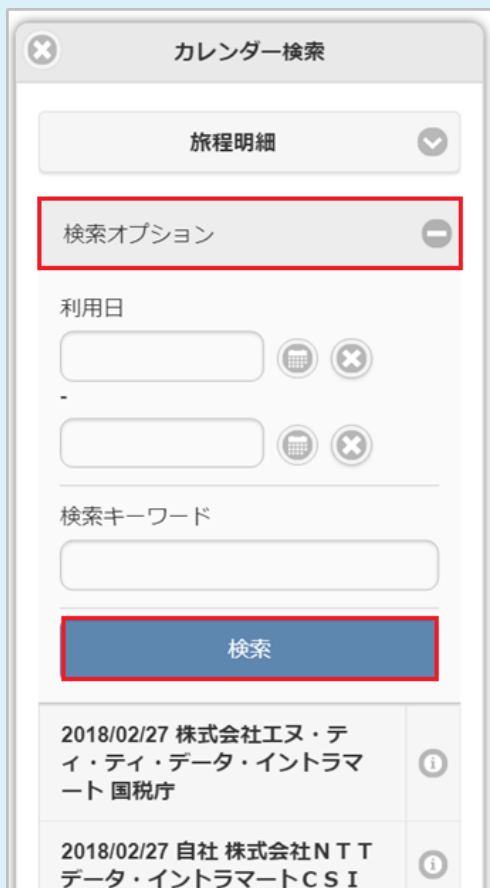 カレンダー検索
旅程明細
検索オプション
利用日
-
検索キーワード
検索
2018/02/27 株式会社エヌ・テ
ィ・ティ・データ・イントラマ
ート 国税庁
2018/02/27 自社 株式会社ＮＴＴ
データ・イントラマートＣＳＩ